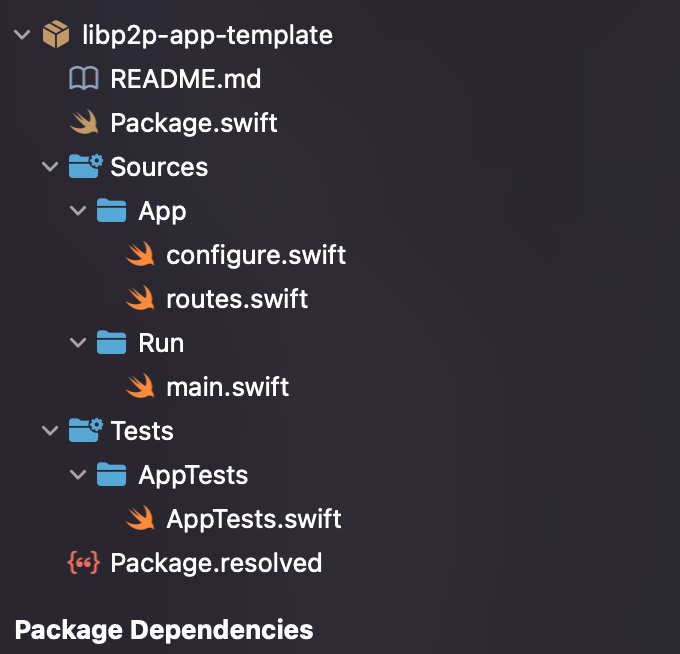 libp2p-app-template
README.md
Package.swift
Sources
App
configure.swift
routes.swift
Run
main.swift
Tests
AppTests
AppTests.swift
Package.resolved
Package Dependencies